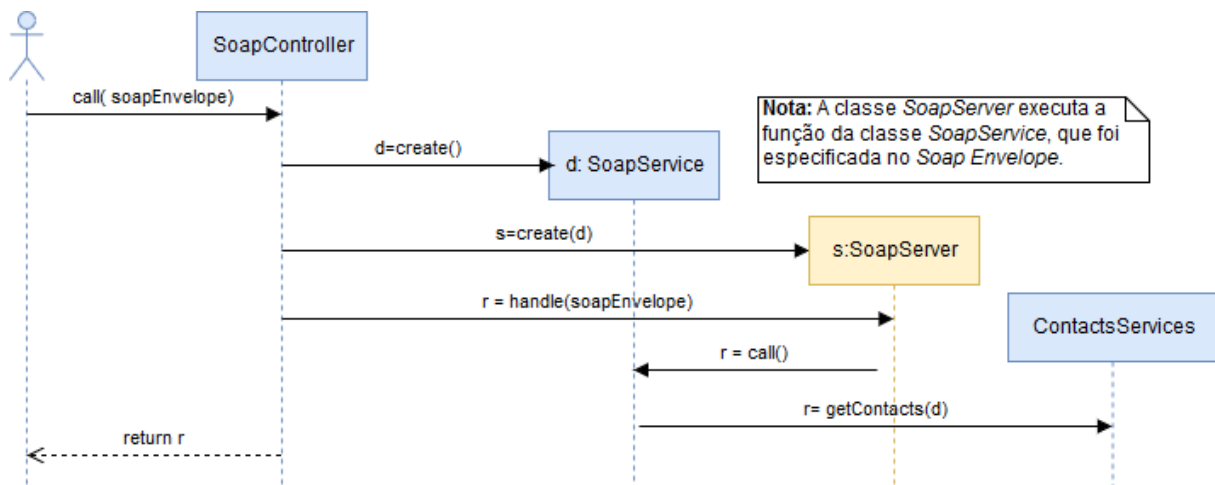 SoapController
call( soapEnvelope)
Nota: A classe SoapServer executa a
função da classe SoapService, que foi
especificada no Soap Envelope.
d=create()
d: SoapService
s=create(d)
s:SoapServer
r = handle(soapEnvelope)
ContactsServices
r = call()
r= getContacts(d)
return r